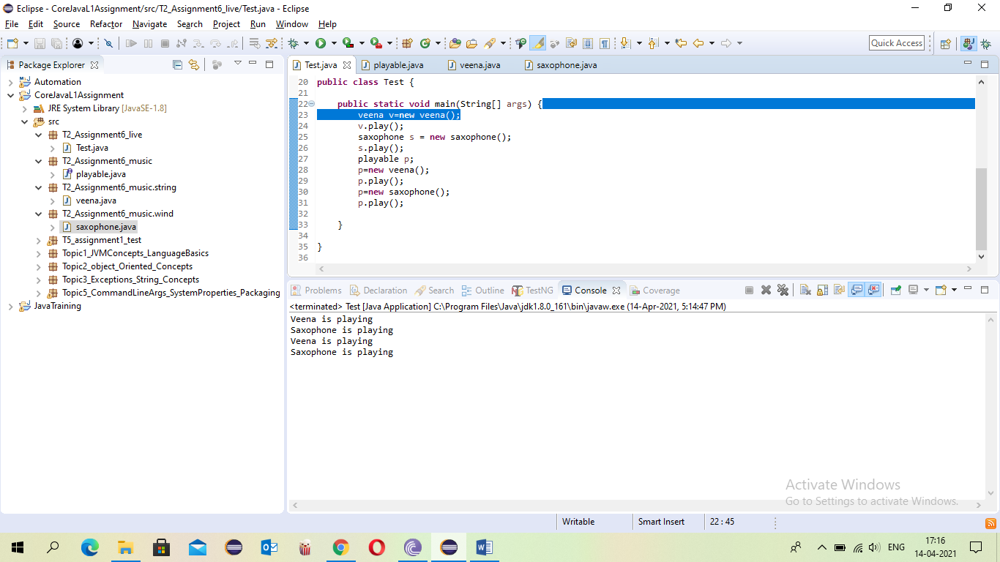 Eclipse - CoreJavaL1Assignment/src/T2_Assignment6_live/Test.java - Eclipse
File Edit Source Refactor Navigate Search Project Run Window Help
Quick Access
Package Explorer
Automation
CoreJavaL1Assignment
JRE System Library [JavaSE-1.8]
src
T2_Assignment6_live
Test.java
T2_Assignment6_music
playable.java
T2_Assignment6_music.string
veena.java
T2_Assignment6_music.wind
saxophone.java
T5_assignment1_test
Topic1_JVMConcepts_LanguageBasics
Topic2_object_Oriented_Concepts
Topic3_Exceptions_String_Concepts
Topic5_CommandLineArgs_SystemProperties_Packaging
JavaTraining
Test.java playable.java veena.java saxophone.java
20 public class Test {
21
22 public static void main(String[] args) {
23 veena v=new veena();
24 v.play();
25 saxophone s = new saxophone();
26 s.play();
27 playable p;
28 p=new veena();
29 p.play();
30 p=new saxophone();
31 p.play();
32
33 }
34
35 }
36
Problems Declaration Search Outline TestNG Console Coverage
<terminated> Test [Java Application] C:\Program Files\Java\jdk1.8.0_161\bin\javaw.exe (14-Apr-2021, 5:14:47 PM)
Veena is playing
Saxophone is playing
Veena is playing
Saxophone is playing
Activate Windows
Go to Settings to activate Windows.
Writable Smart Insert 22 : 45
ENG
17:16
14-04-2021